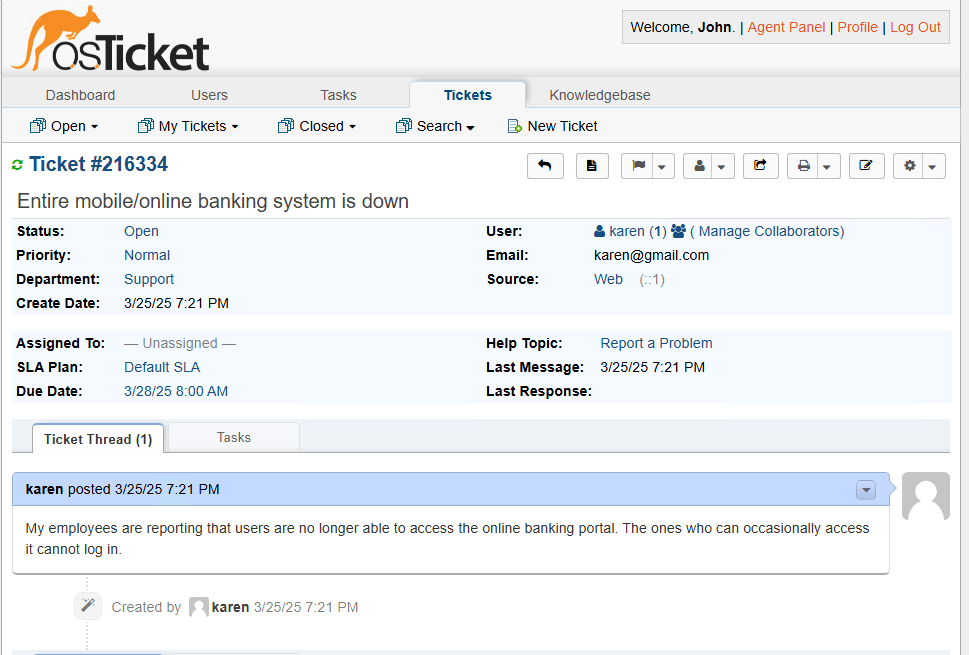 osTicket
Welcome, John. | Agent Panel | Profile | Log Out
Dashboard Users Tasks Tickets Knowledgebase
Open My Tickets Closed Search New Ticket
Ticket #216334
Entire mobile/online banking system is down
Status: Open User: karen (1) ( Manage Collaborators)
Priority: Normal Email: karen@gmail.com
Department: Support Source: Web (::1)
Create Date: 3/25/25 7:21 PM
Assigned To: — Unassigned — Help Topic: Report a Problem
SLA Plan: Default SLA Last Message: 3/25/25 7:21 PM
Due Date: 3/28/25 8:00 AM Last Response:
Ticket Thread (1) Tasks
karen posted 3/25/25 7:21 PM
My employees are reporting that users are no longer able to access the online banking portal. The ones who can occasionally access
it cannot log in.
Created by karen 3/25/25 7:21 PM